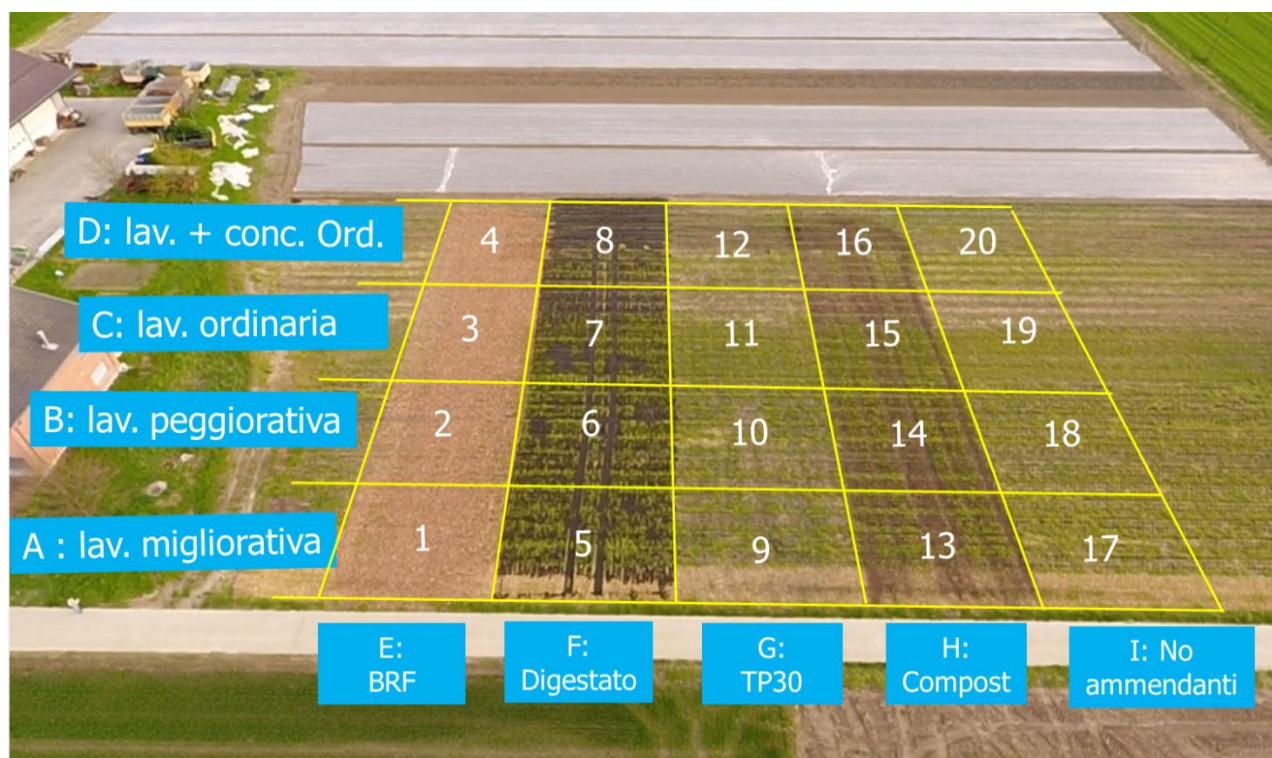 D: lav. + conc. Ord.
4 8 12 16 20
C: lav. ordinaria
3 7 11 15 19
B: lav. peggiorativa
2 6 10 14 18
A : lav. migliorativa
1 5 9 13 17
E:
BRF
F:
Digestato
G:
TP30
H:
Compost
I: No
ammendanti